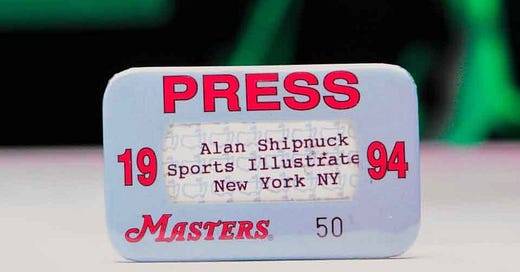 PRESS
Alan Shipnuck
19 Sports Illustrate 94
New York NY
Masters 50